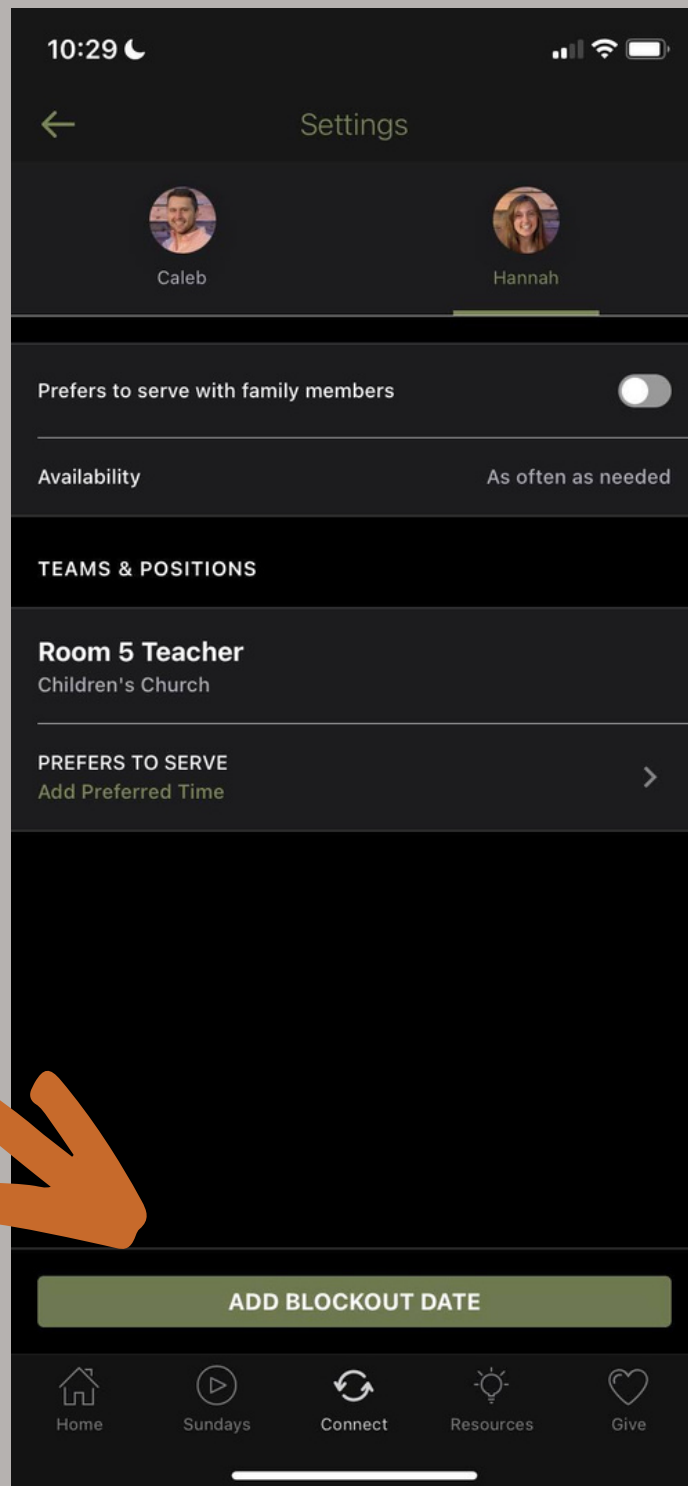 10:29
Settings
Caleb
Hannah
Prefers to serve with family members
Availability
As often as needed
TEAMS & POSITIONS
Room 5 Teacher
Children's Church
PREFERS TO SERVE
Add Preferred Time
ADD BLOCKOUT DATE
Home
Sundays
Connect
Resources
Give